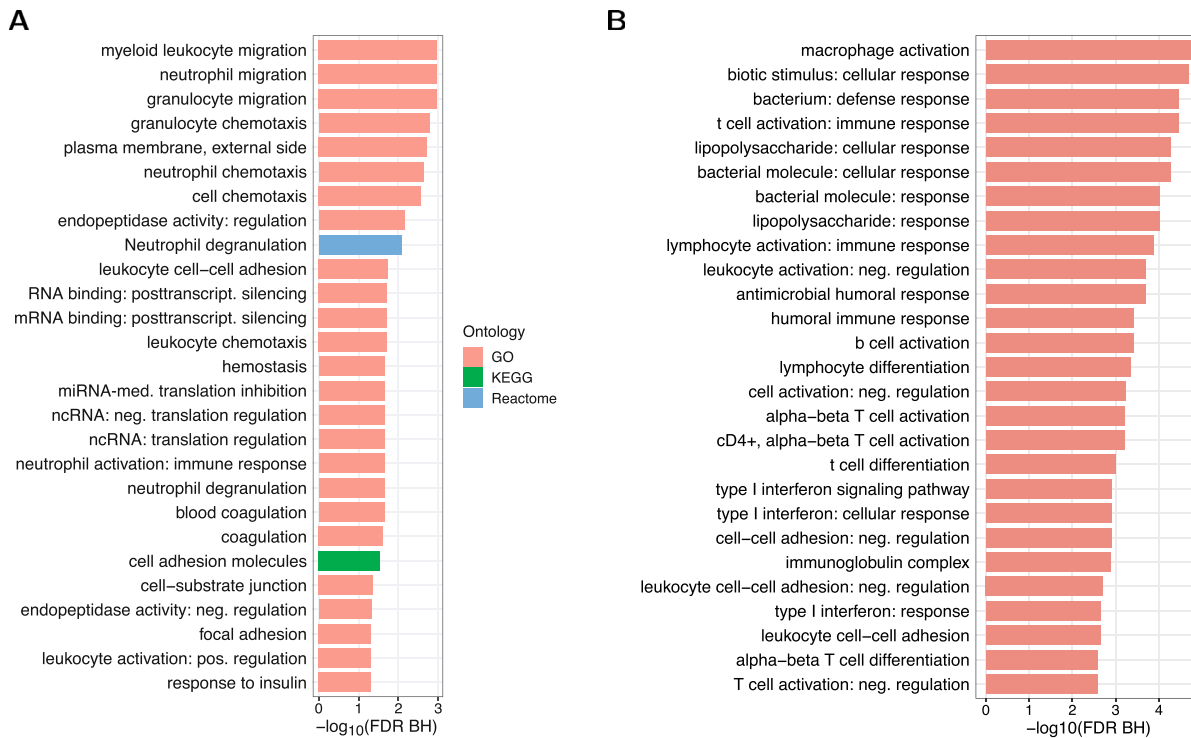 A
myeloid leukocyte migration
neutrophil migration
granulocyte migration
granulocyte chemotaxis
plasma membrane, external side
neutrophil chemotaxis
cell chemotaxis
endopeptidase activity: regulation
Neutrophil degranulation
leukocyte cell−cell adhesion
RNA binding: posttranscript. silencing
mRNA binding: posttranscript. silencing
leukocyte chemotaxis
hemostasis
miRNA-med. translation inhibition
ncRNA: neg. translation regulation
ncRNA: translation regulation
neutrophil activation: immune response
neutrophil degranulation
blood coagulation
coagulation
cell adhesion molecules
cell−substrate junction
endopeptidase activity: neg. regulation
focal adhesion
leukocyte activation: pos. regulation
response to insulin
0 1 2 3
−log10(FDR BH)
Ontology
GO
KEGG
Reactome
B
macrophage activation
biotic stimulus: cellular response
bacterium: defense response
t cell activation: immune response
lipopolysaccharide: cellular response
bacterial molecule: cellular response
bacterial molecule: response
lipopolysaccharide: response
lymphocyte activation: immune response
leukocyte activation: neg. regulation
antimicrobial humoral response
humoral immune response
b cell activation
lymphocyte differentiation
cell activation: neg. regulation
alpha−beta T cell activation
cD4+, alpha−beta T cell activation
t cell differentiation
type I interferon signaling pathway
type I interferon: cellular response
cell−cell adhesion: neg. regulation
immunoglobulin complex
leukocyte cell−cell adhesion: neg. regulation
type I interferon: response
leukocyte cell−cell adhesion
alpha−beta T cell differentiation
T cell activation: neg. regulation
0 1 2 3 4
−log10(FDR BH)